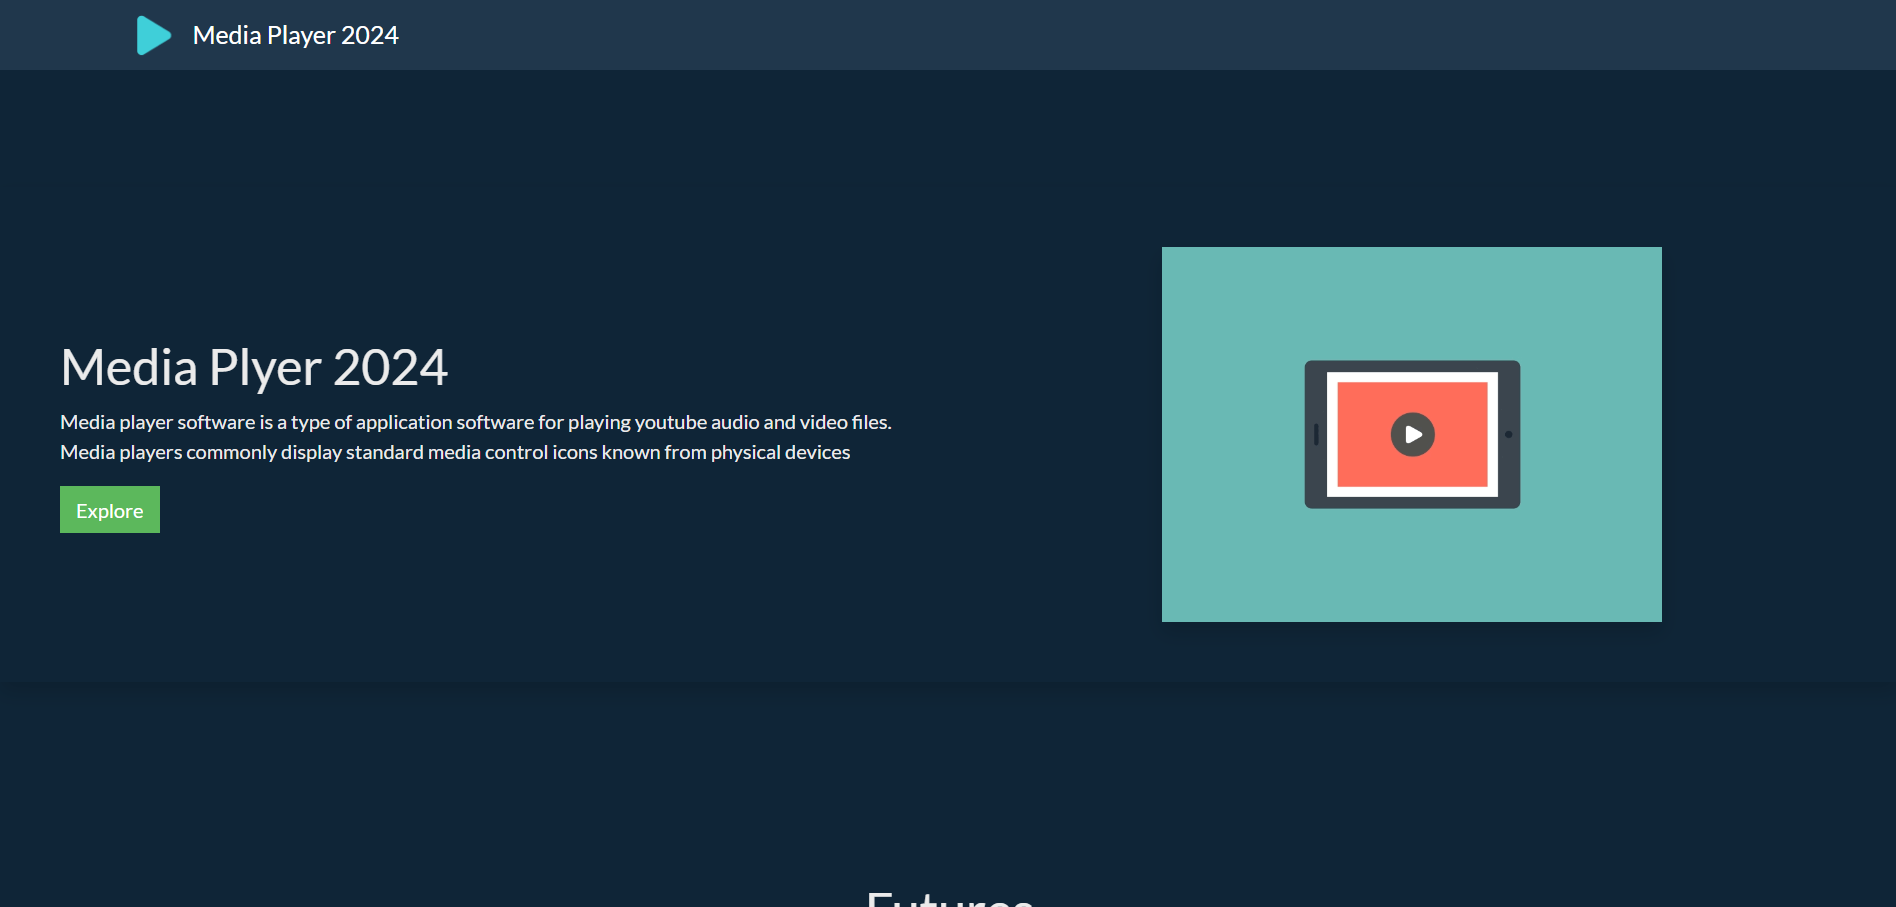 Media Player 2024
Media Plyer 2024
Media player software is a type of application software for playing youtube audio and video files.
Media players commonly display standard media control icons known from physical devices
Explore
Futures